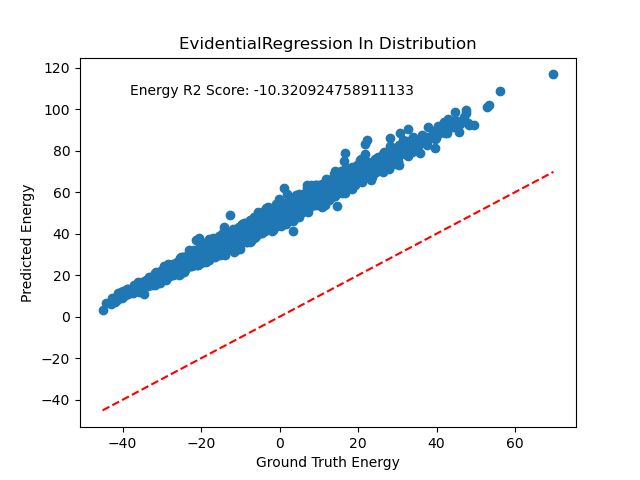 EvidentialRegression In Distribution
Energy R2 Score: -10.320924758911133
Predicted Energy
120
100
80
60
40
20
0
−20
−40
−40 −20 0 20 40 60
Ground Truth Energy